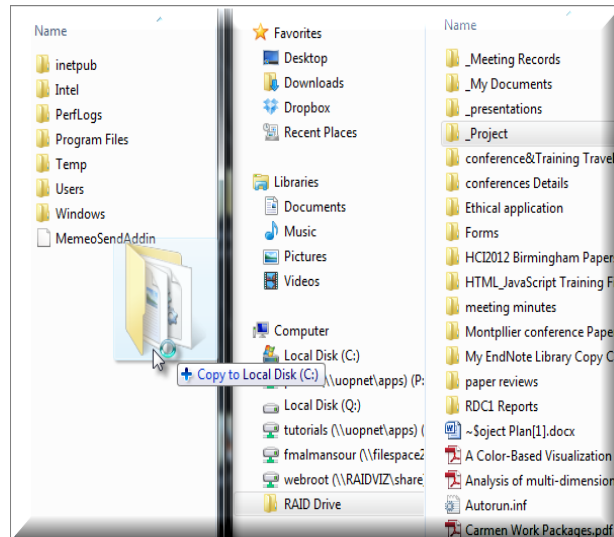 Name
inetpub
Intel
PerfLogs
Program Files
Temp
Users
Windows
MemeoSendAddin
Copy to Local Disk (C:)
Favorites
Desktop
Downloads
Dropbox
Recent Places
Libraries
Documents
Music
Pictures
Videos
Computer
Local Disk (C:)
(\\uopnet\apps) (P:
Local Disk (Q:)
tutorials (\\uopnet\apps) (
fmalmansour (\\filespace2
webroot (\\RAIDVIZ\share
RAID Drive
Name
_Meeting Records
_My Documents
_presentations
_Project
conference&Training Travel
conferences Details
Ethical application
Forms
HCI2012 Birmingham Papers
HTML_JavaScript Training F
meeting minutes
Montpllier conference Pape
My EndNote Library Copy C
paper reviews
RDC1 Reports
~$oject Plan[1].docx
A Color-Based Visualization
Analysis of multi-dimension
Autorun.inf
Carmen Work Packages.pdf